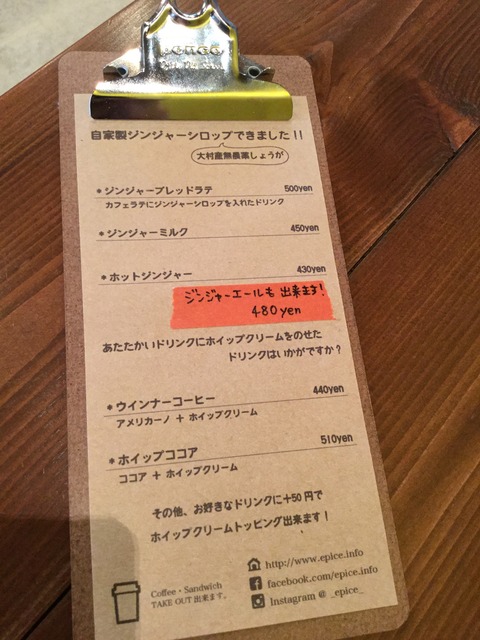 自家製ジンジャーシロップできました!!
大村産無農薬しょうが
*ジンジャーブレッドラテ 500yen
カフェラテにジンジャーシロップを入れたドリンク
*ジンジャーミルク 450yen
*ホットジンジャー 430yen
ジンジャーエールも 出来ます!
480yen
あたたかいドリンクにホイップクリームをのせた
ドリンクはいかがですか?
*ウインナーコーヒー 440yen
アメリカーノ + ホイップクリーム
*ホイップココア 510yen
ココア + ホイップクリーム
その他、お好きなドリンクに+50円で
ホイップクリームトッピング出来ます!
http://www.epice.info
facebook.com/epice.info
Instagram @ _epice_
Coffee・Sandwich
TAKE OUT 出来ます。